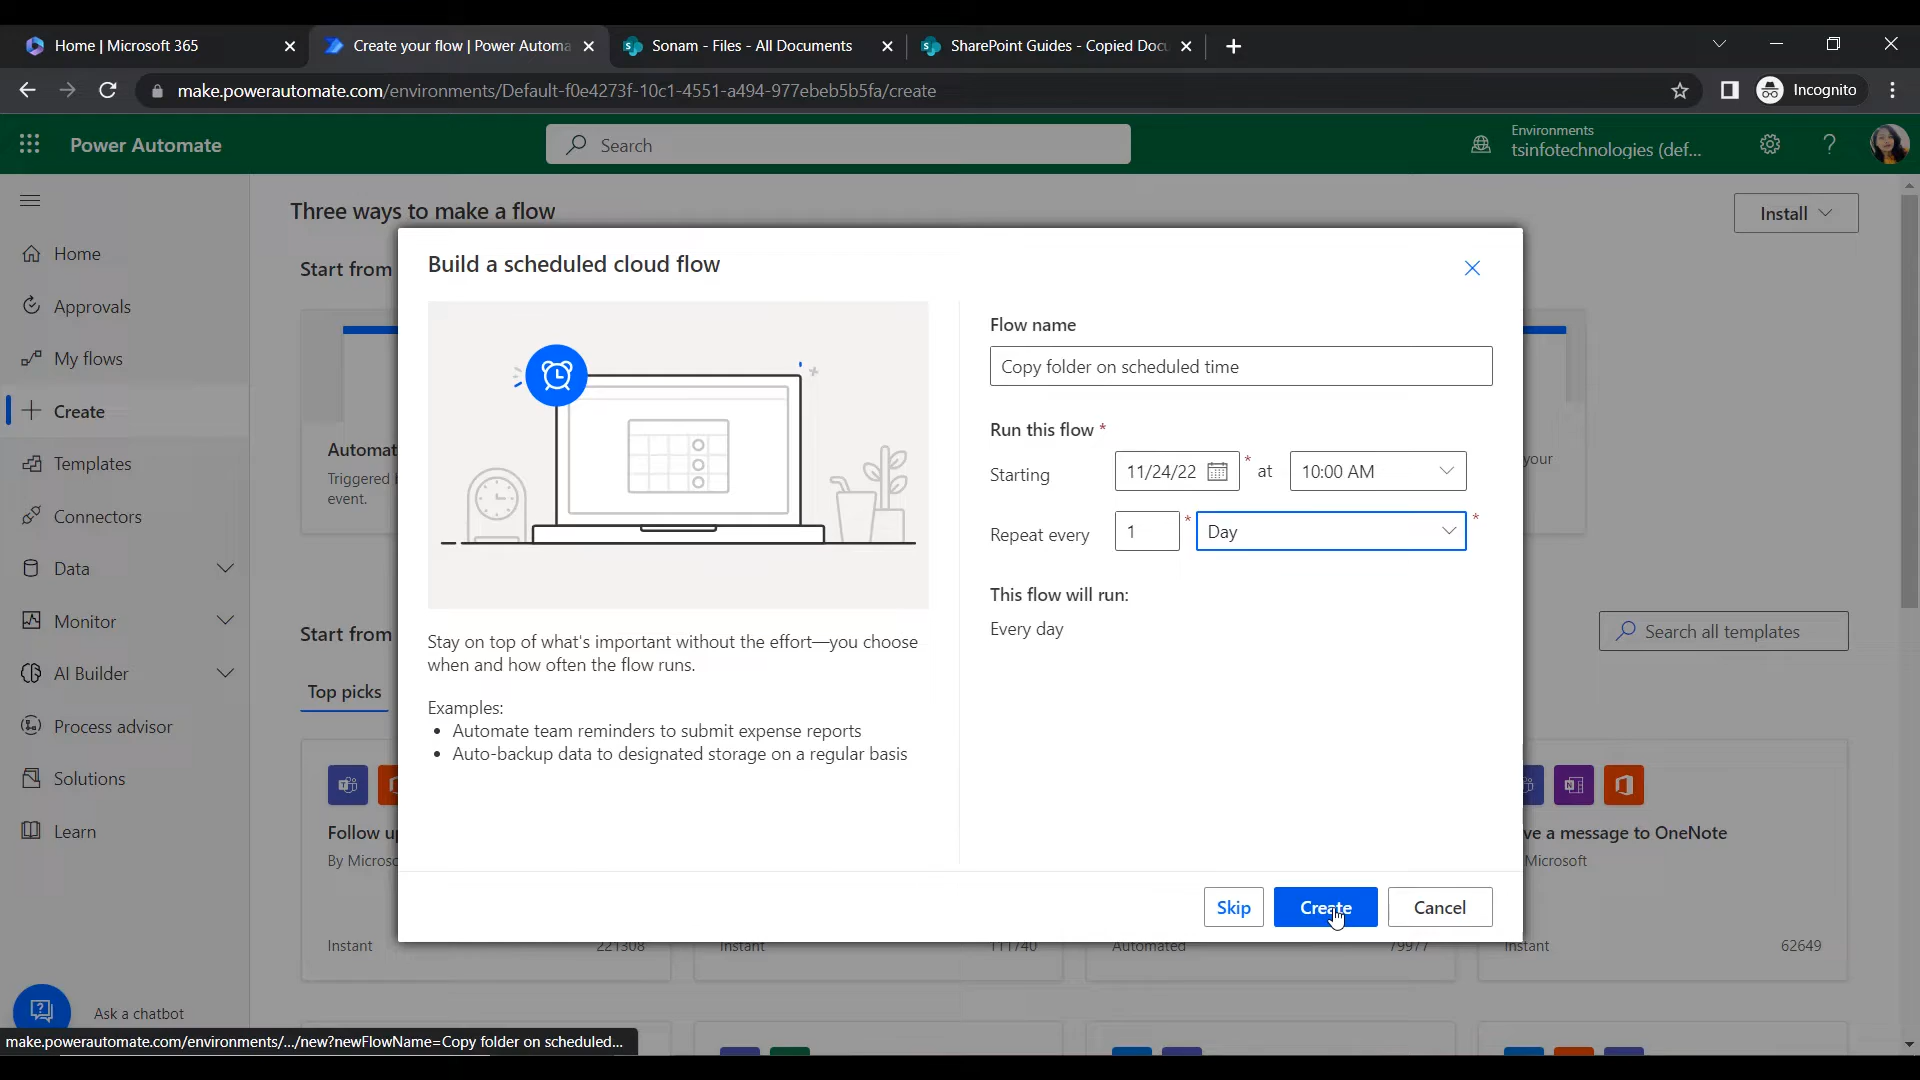 Home | Microsoft 365
Create your flow | Power Automa
Sonam - Files - All Documents
SharePoint Guides - Copied Docu
make.powerautomate.com/environments/Default-f0e4273f-10c1-4551-a494-977ebeb5b5fa/create
Incognito
Power Automate
Search
Environments
tsinfotechnologies (def...
Three ways to make a flow
Install
Home
Approvals
My flows
Create
Templates
Connectors
Data
Monitor
AI Builder
Process advisor
Solutions
Learn
Ask a chatbot
Start from
Automat
Triggered
event.
your
Start from
Search all templates
Top picks
Follow u
By Microso
Instant
221308
Instant
111740
Automated
79977
ve a message to OneNote
Microsoft
Instant
62649
Build a scheduled cloud flow
Stay on top of what's important without the effort—you choose
when and how often the flow runs.
Examples:
• Automate team reminders to submit expense reports
• Auto-backup data to designated storage on a regular basis
Flow name
Copy folder on scheduled time
Run this flow *
Starting 11/24/22 * at 10:00 AM
Repeat every 1 * Day *
This flow will run:
Every day
Skip
Create
Cancel
make.powerautomate.com/environments/.../new?newFlowName=Copy folder on scheduled...